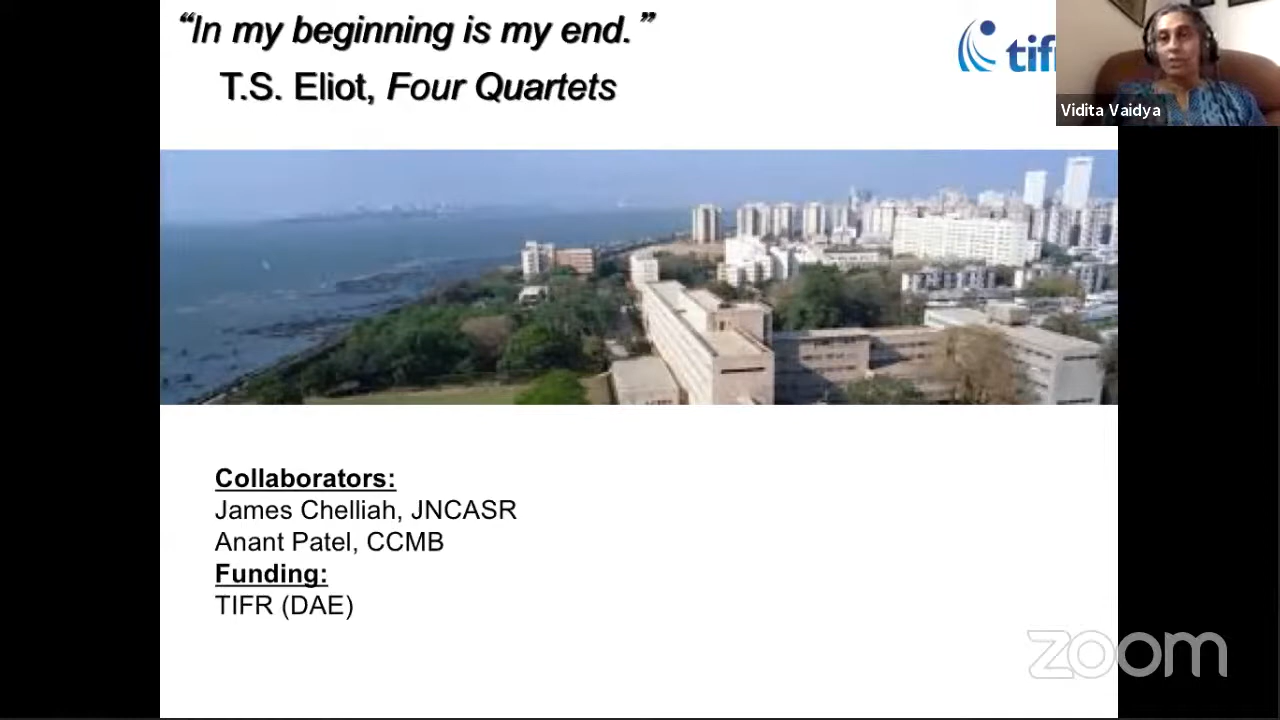 “In my beginning is my end.”
T.S. Eliot, Four Quartets
tifr
Vidita Vaidya
Collaborators:
James Chelliah, JNCASR
Anant Patel, CCMB
Funding:
TIFR (DAE)
zoom